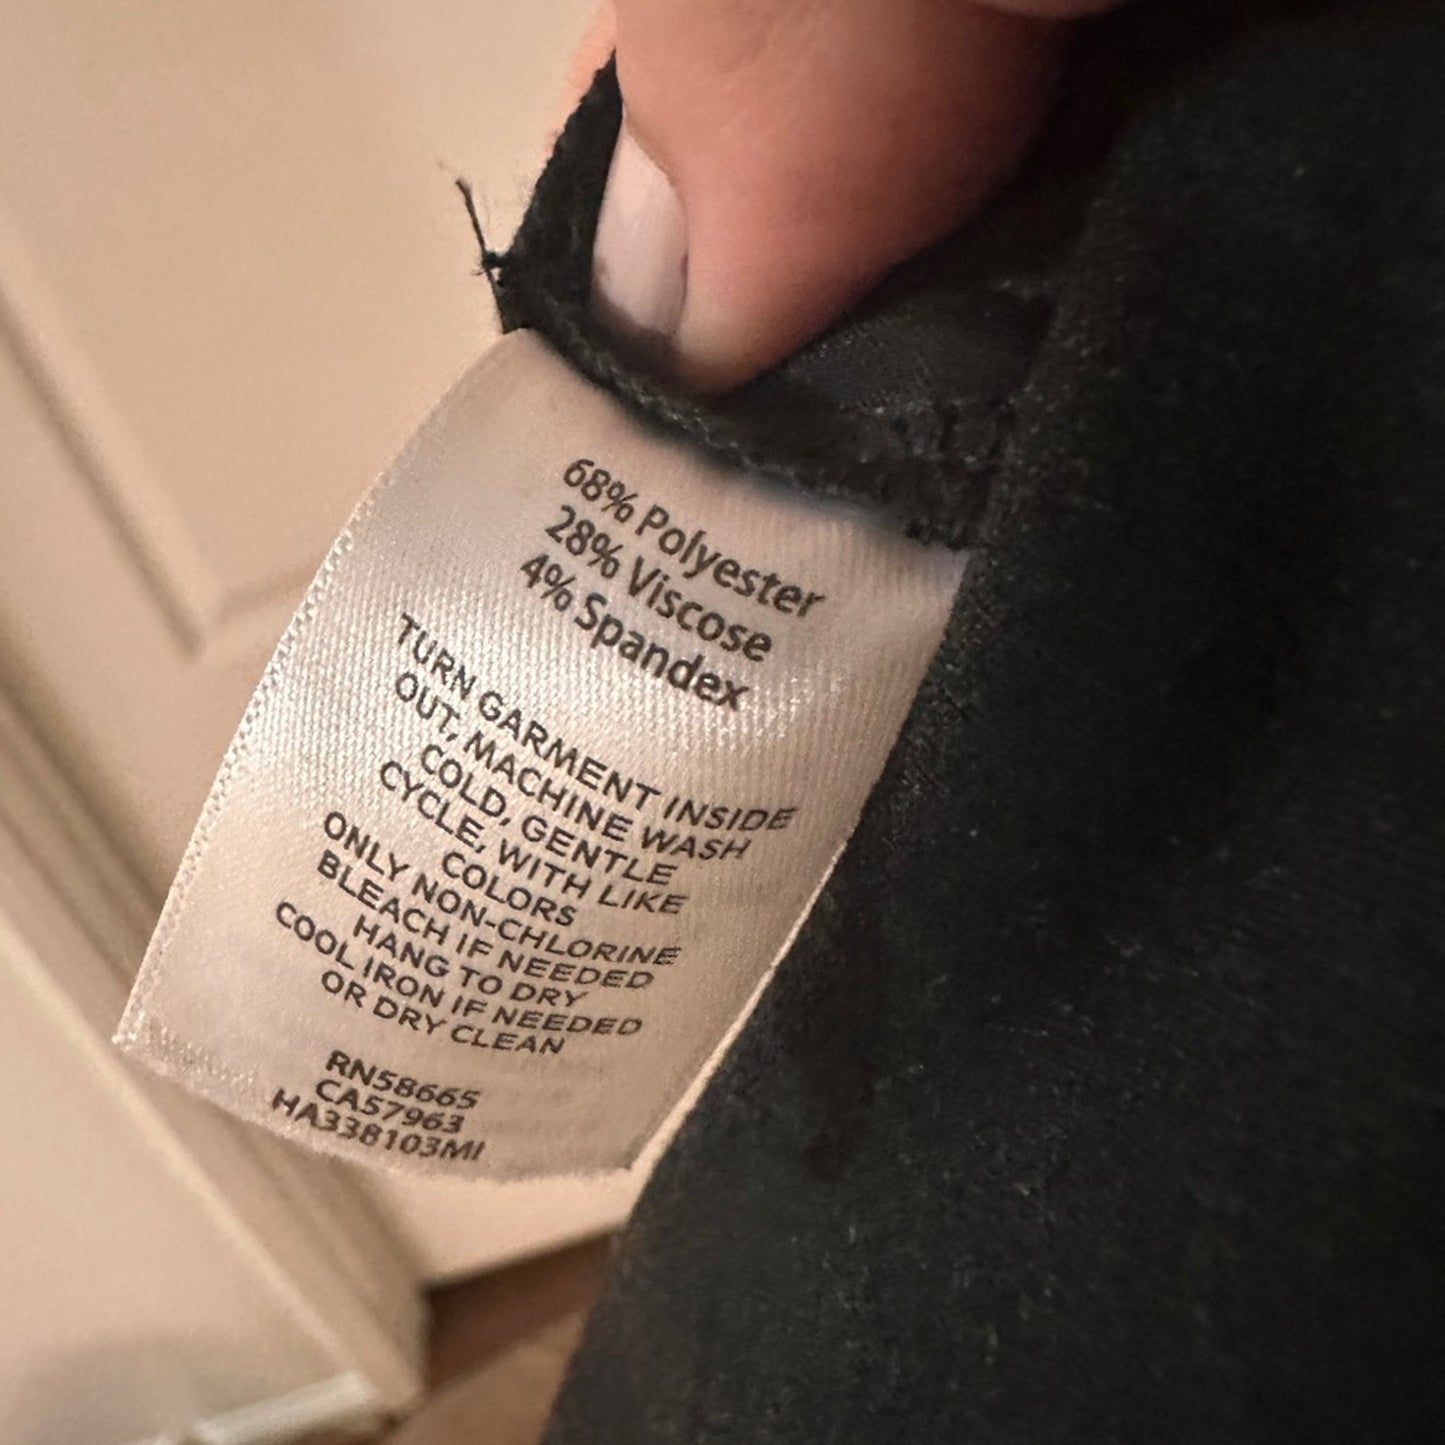 68% Polyester
28% Viscose
4% Spandex
TURN GARMENT INSIDE
OUT, MACHINE WASH
COLD, GENTLE
CYCLE, WITH LIKE
COLORS
ONLY NON-CHLORINE
BLEACH IF NEEDED
HANG TO DRY
COOL IRON IF NEEDED
OR DRY CLEAN
RN58665
CA57963
HA338103MI